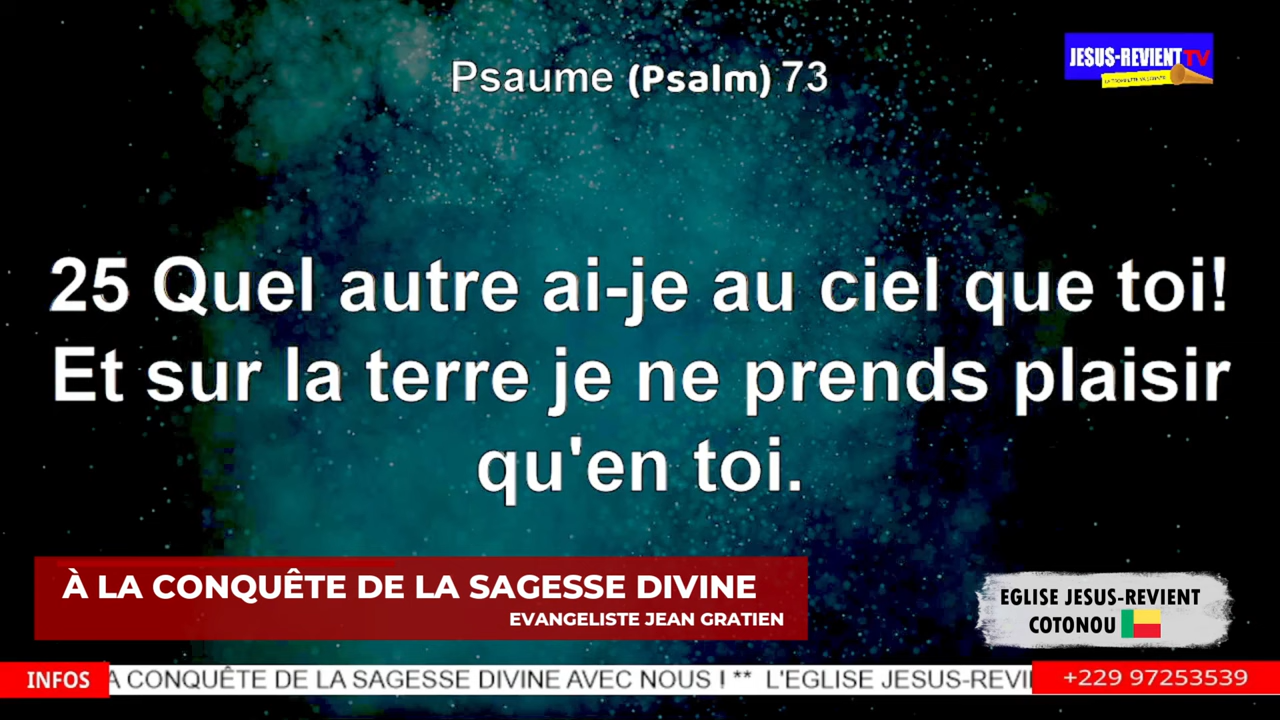 Psaume (Psalm) 73
JESUS-REVIENT TV
25 Quel autre ai-je au ciel que toi!
Et sur la terre je ne prends plaisir
qu'en toi.
À LA CONQUÊTE DE LA SAGESSE DIVINE
EVANGELISTE JEAN GRATIEN
EGLISE JESUS-REVIENT
COTONOU
INFOS
A CONQUÊTE DE LA SAGESSE DIVINE AVEC NOUS ! ** L'EGLISE JESUS-REVI
+229 97253539